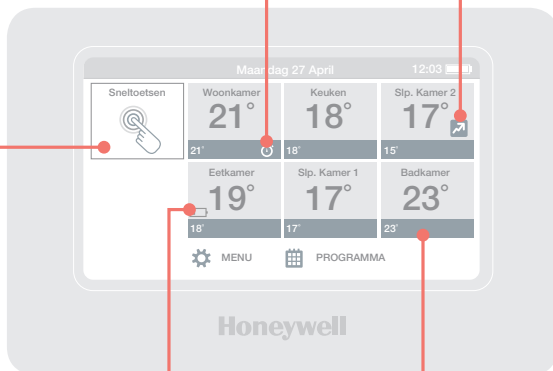 Maandag 27 April 12:03
Sneltoetsen
Woonkamer
21°
21°
Keuken
18°
18°
Slp. Kamer 2
17°
15°
Eetkamer
19°
18°
Slp. Kamer 1
17°
17°
Badkamer
23°
23°
MENU
PROGRAMMA
Honeywell